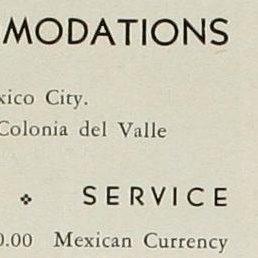 MODATIONS
xico City.
Colonia del Valle
❖ SERVICE
0.00 Mexican Currency